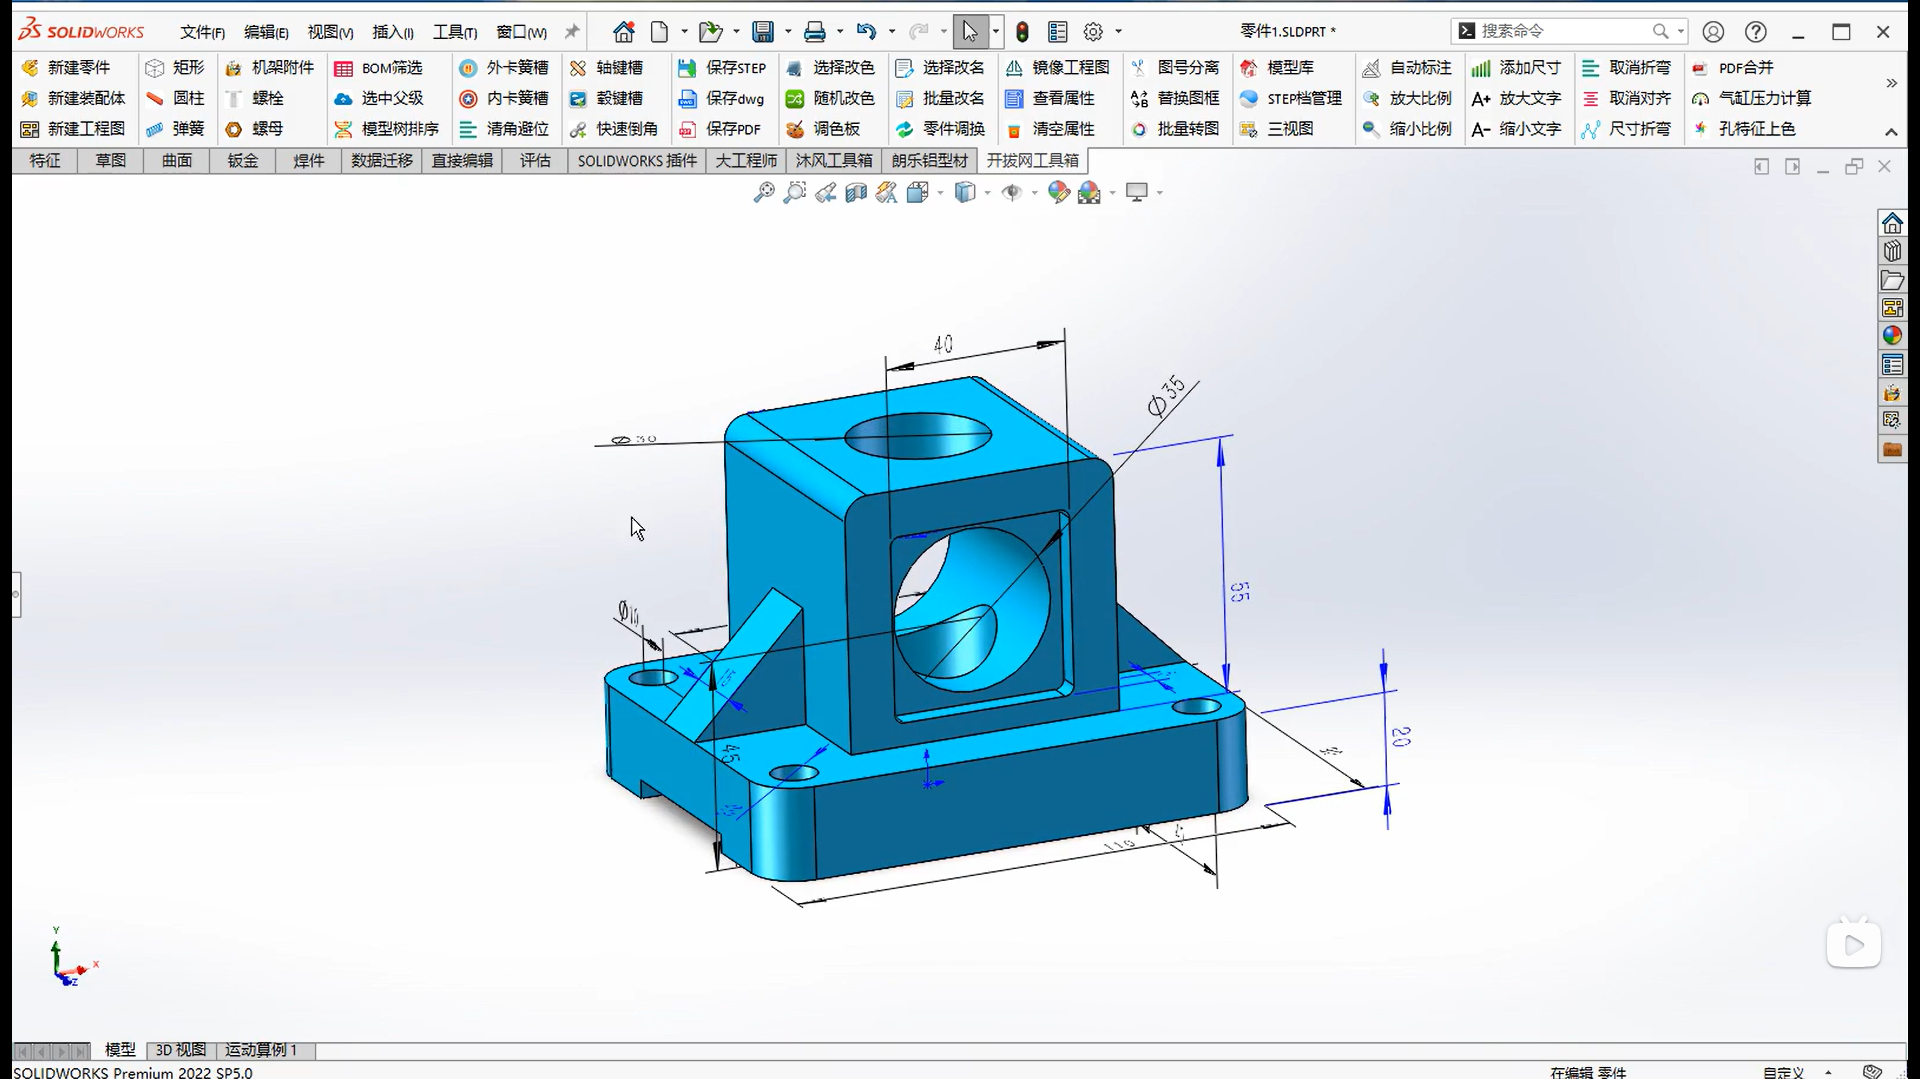 SOLIDWORKS 文件(F) 编辑(E) 视图(V) 插入(I) 工具(T) 窗口(W) 零件1.SLDPRT * 搜索命令
新建零件 矩形 机架附件 BOM筛选 外卡簧槽 轴键槽 保存STEP 选择改色 选择改名 镜像工程图 图号分离 模型库 自动标注 添加尺寸 取消折弯 PDF合并
新建装配体 圆柱 螺栓 选中父级 内卡簧槽 毂键槽 保存dwg 随机改色 批量改名 查看属性 替换图框 STEP档管理 放大比例 A+ 放大文字 取消对齐 气缸压力计算
新建工程图 弹簧 螺母 模型树排序 清角避位 快速倒角 保存PDF 调色板 零件调换 清空属性 批量转图 三视图 缩小比例 A- 缩小文字 尺寸折弯 孔特征上色
特征 草图 曲面 钣金 焊件 数据迁移 直接编辑 评估 SOLIDWORKS 插件 大工程师 沐风工具箱 朗乐铝型材 开拔网工具箱
40
Ø35
Ø30
55
Ø10
45
20
110
Y
X
Z
模型 3D 视图 运动算例 1
SOLIDWORKS Premium 2022 SP5.0 在编辑 零件 自定义